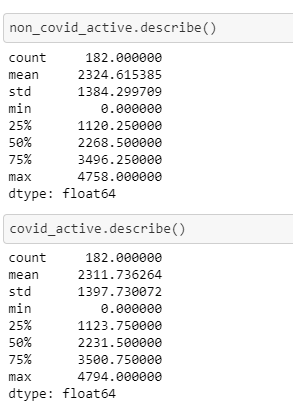 non_covid_active.describe()
count 182.000000
mean 2324.615385
std 1384.299709
min 0.000000
25% 1120.250000
50% 2268.500000
75% 3496.250000
max 4758.000000
dtype: float64
covid_active.describe()
count 182.000000
mean 2311.736264
std 1397.730072
min 0.000000
25% 1123.750000
50% 2231.500000
75% 3500.750000
max 4794.000000
dtype: float64